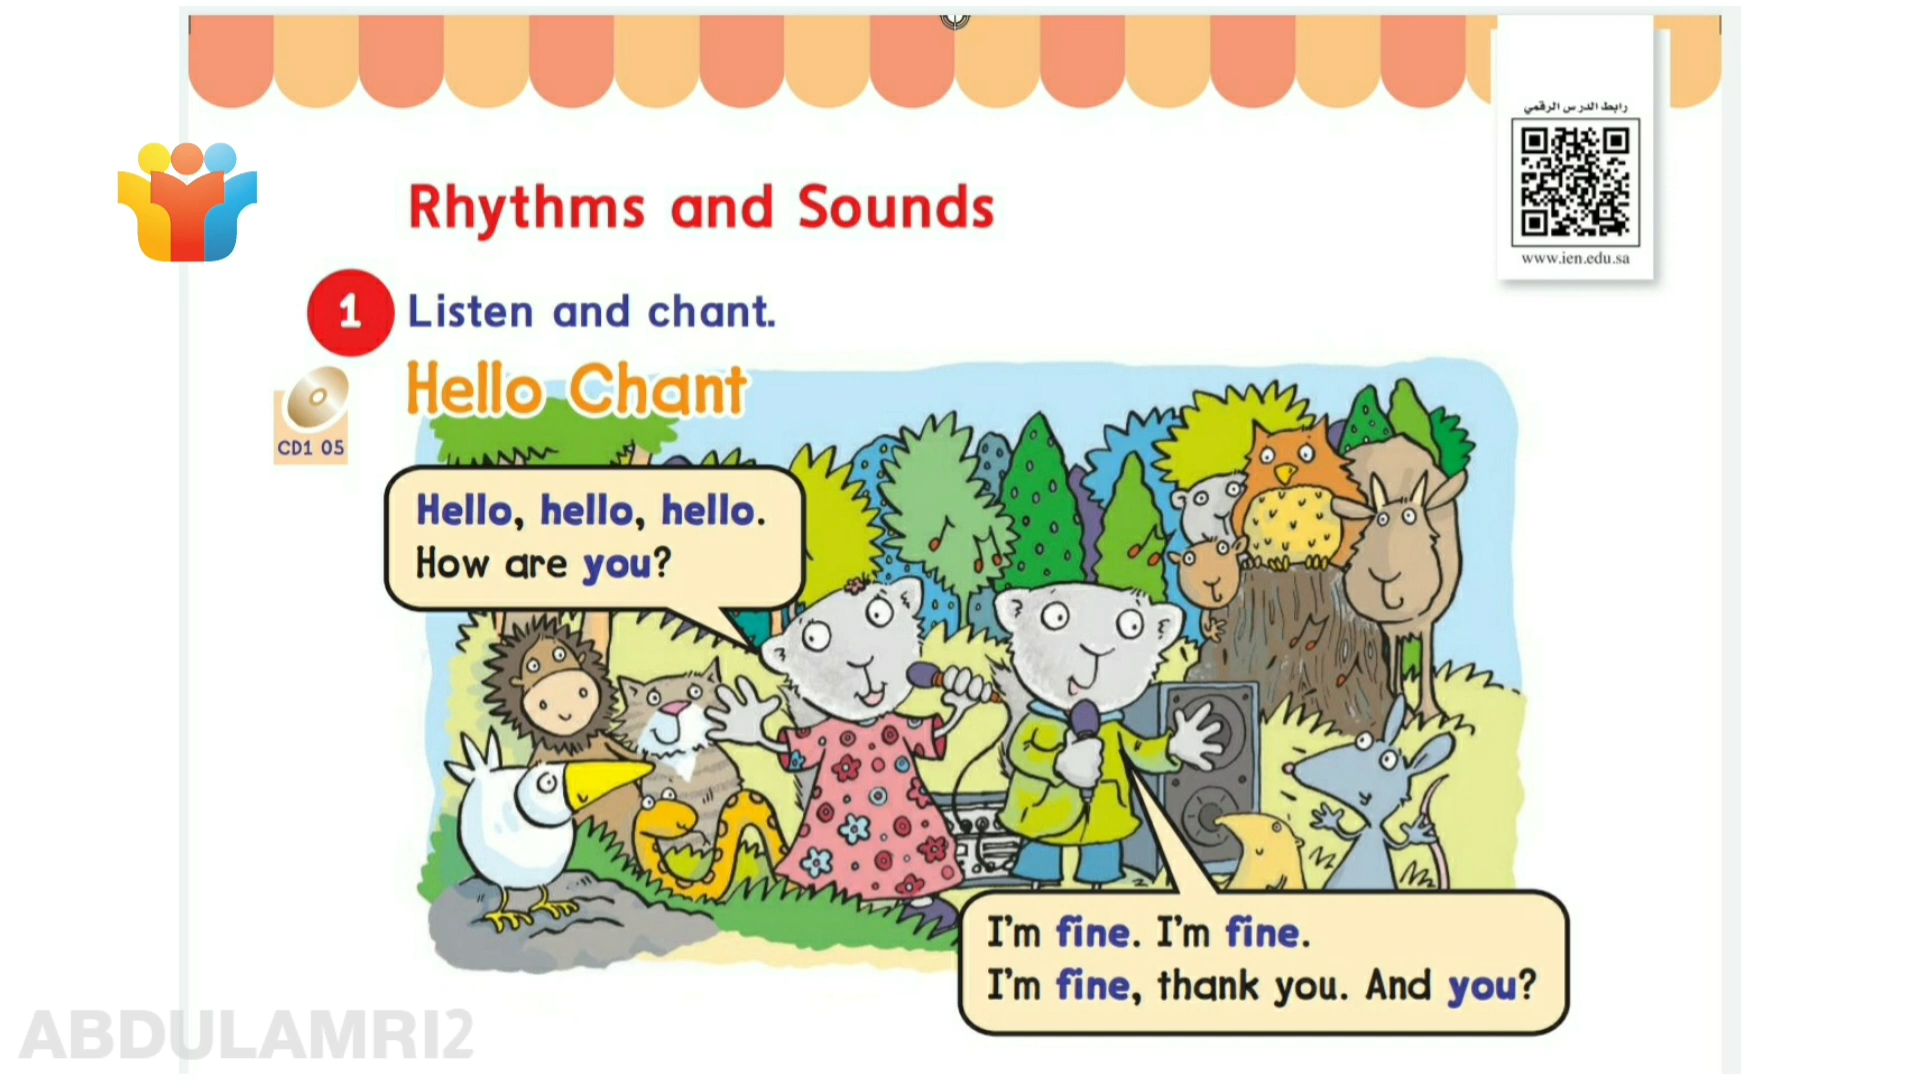 رابط الدرس الرقمي
www.ien.edu.sa
Rhythms and Sounds
1 Listen and chant.
Hello Chant
CD1 05
Hello, hello, hello.
How are you?
I'm fine. I'm fine.
I'm fine, thank you. And you?
ABDULAMRI2